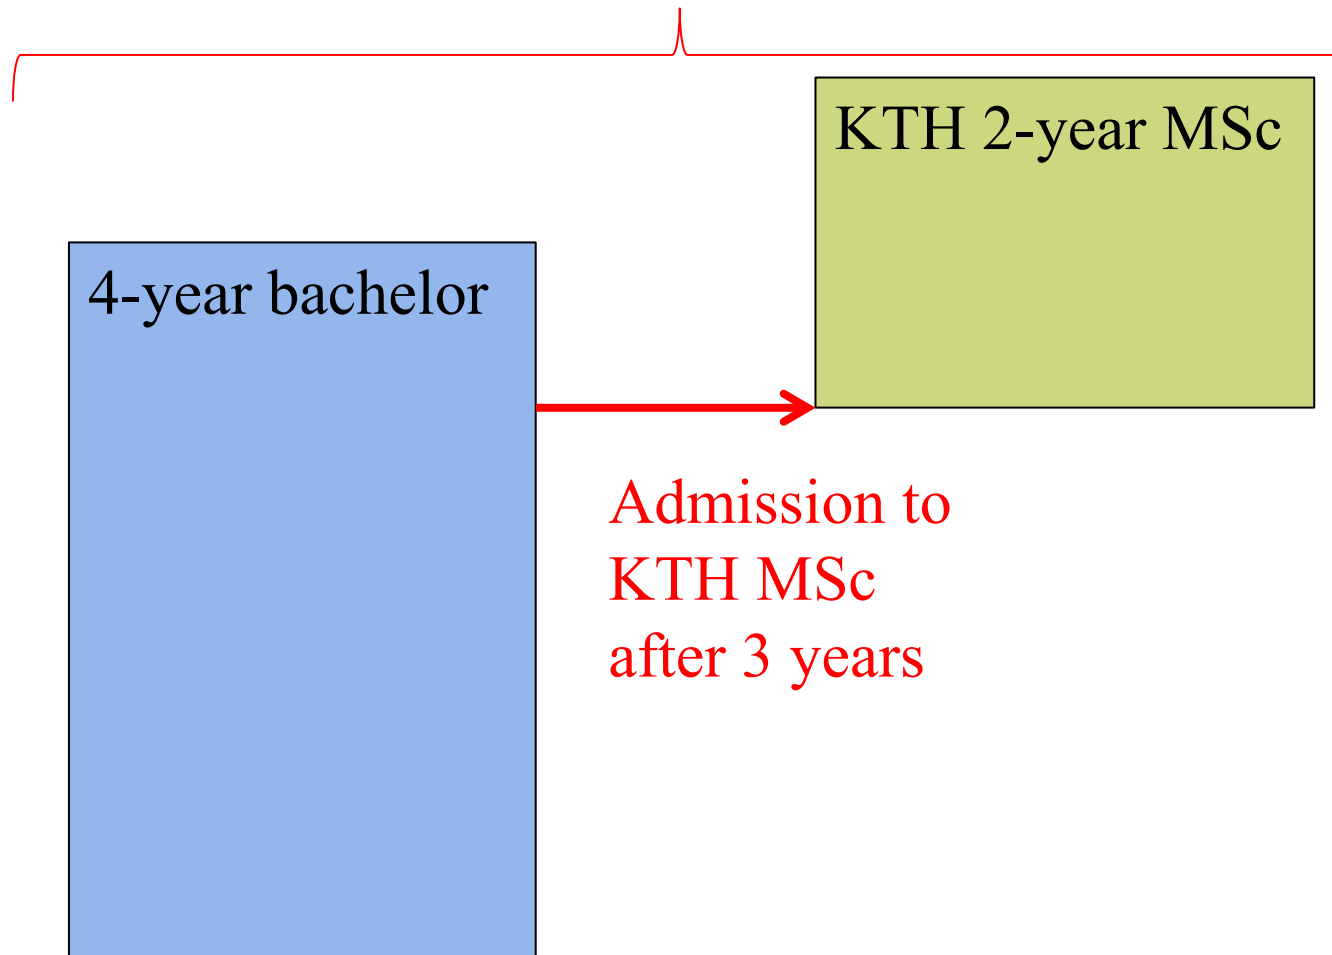 KTH 2-year MSc
4-year bachelor
Admission to
KTH MSc
after 3 years